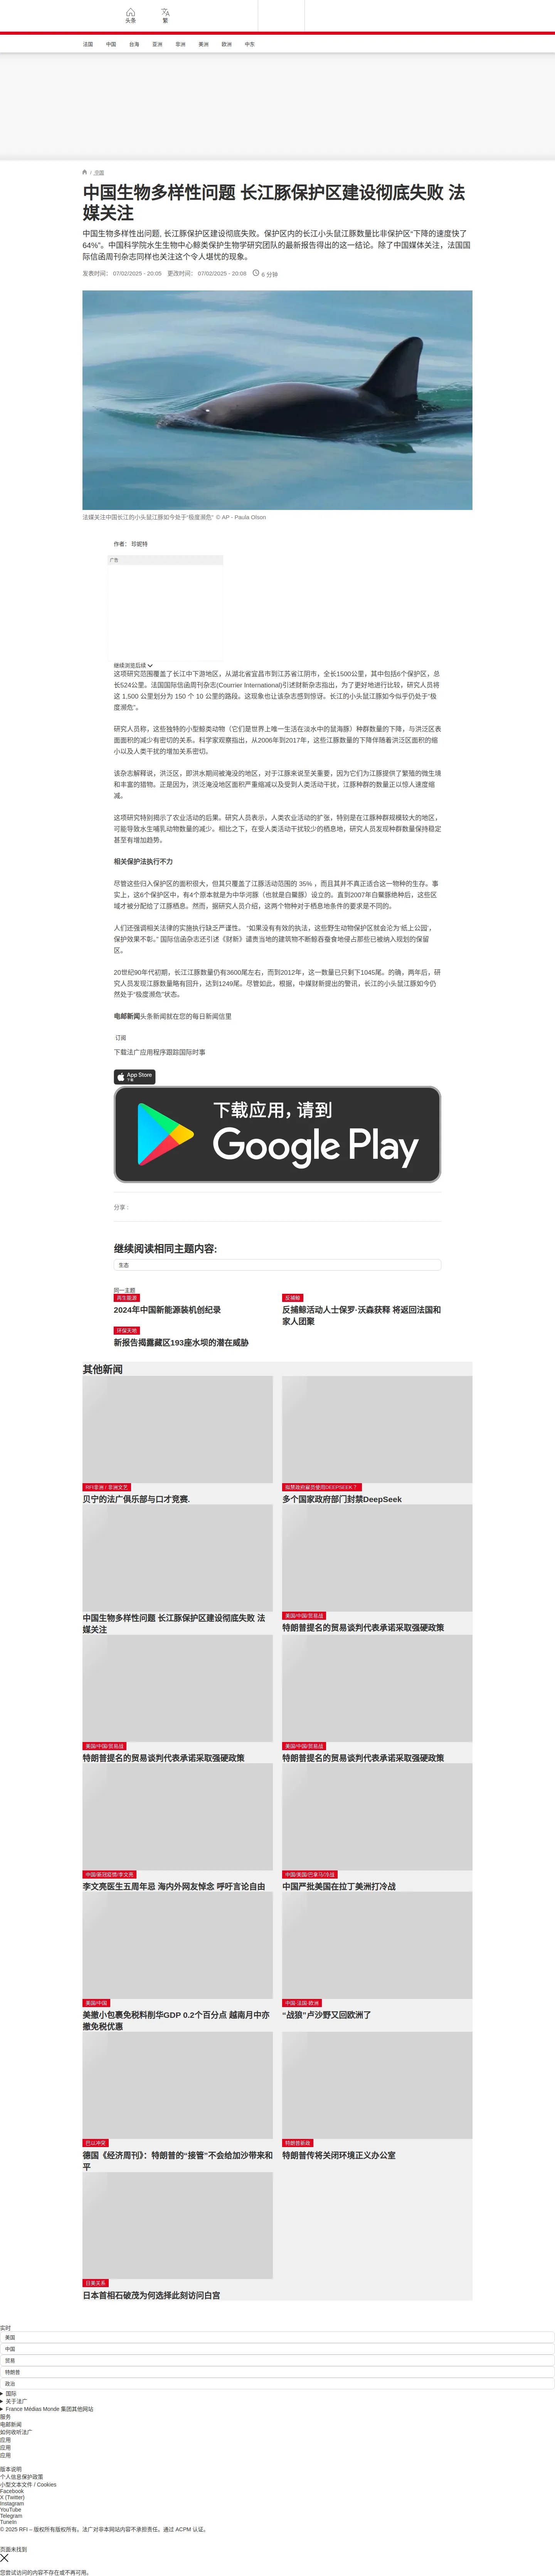 头条
繁
法国
中国
台海
亚洲
非洲
美洲
欧洲
中东
/ 中国
中国生物多样性问题 长江豚保护区建设彻底失败 法
媒关注
中国生物多样性出问题, 长江豚保护区建设彻底失败。保护区内的长江小头鼠江豚数量比非保护区“下降的速度快了
64%”。中国科学院水生生物中心鲸类保护生物学研究团队的最新报告得出的这一结论。除了中国媒体关注，法国国
际信函周刊杂志同样也关注这个令人堪忧的现象。
发表时间： 07/02/2025 - 20:05 更改时间： 07/02/2025 - 20:08 6 分钟
法媒关注中国长江的小头鼠江豚如今处于“极度濒危” © AP - Paula Olson
作者： 珍妮特
广告
继续浏览后续
这项研究范围覆盖了长江中下游地区，从湖北省宜昌市到江苏省江阴市，全长1500公里，其中包括6个保护区，总
长524公里。法国国际信函周刊杂志(Courrier International)引述财新杂志指出，为了更好地进行比较，研究人员将
这 1,500 公里划分为 150 个 10 公里的路段。这现象也让该杂志感到惊讶。长江的小头鼠江豚如今似乎仍处于“极
度濒危”。
研究人员称，这些独特的小型鲸类动物（它们是世界上唯一生活在淡水中的鼠海豚）种群数量的下降，与洪泛区表
面面积的减少有密切的关系。科学家观察指出，从2006年到2017年，这些江豚数量的下降伴随着洪泛区面积的缩
小以及人类干扰的增加关系密切。
该杂志解释说，洪泛区，即洪水期间被淹没的地区，对于江豚来说至关重要，因为它们为江豚提供了繁殖的微生境
和丰富的猎物。正是因为，洪泛淹没地区面积严重缩减以及受到人类活动干扰，江豚种群的数量正以惊人速度缩
减。
这项研究特别揭示了农业活动的后果。研究人员表示，人类农业活动的扩张，特别是在江豚种群规模较大的地区，
可能导致水生哺乳动物数量的减少。相比之下，在受人类活动干扰较少的栖息地，研究人员发现种群数量保持稳定
甚至有增加趋势。
相关保护法执行不力
尽管这些归入保护区的面积很大，但其只覆盖了江豚活动范围的 35% ，而且其并不真正适合这一物种的生存。事
实上，这6个保护区中，有4个原本就是为中华河豚（也就是白鱀豚）设立的。直到2007年白鱀豚绝种后，这些区
域才被分配给了江豚栖息。然而，据研究人员介绍，这两个物种对于栖息地条件的要求是不同的。
人们还强调相关法律的实施执行缺乏严谨性。 “如果没有有效的执法，这些野生动物保护区就会沦为‘纸上公园’，
保护效果不彰。” 国际信函杂志还引述《财新》谴责当地的建筑物不断鲸吞蚕食地侵占那些已被纳入规划的保留
区。
20世纪90年代初期，长江江豚数量仍有3600尾左右，而到2012年，这一数量已只剩下1045尾。的确，两年后，研
究人员发现江豚数量略有回升，达到1249尾。尽管如此，根据，中媒财新提出的警讯，长江的小头鼠江豚如今仍
然处于“极度濒危”状态。
电邮新闻头条新闻就在您的每日新闻信里
订阅
下载法广应用程序跟踪国际时事
App Store
下载
下载应用，请到
Google Play
分享 :
继续阅读相同主题内容:
生态
同一主题
再生能源
2024年中国新能源装机创纪录
反捕鲸
反捕鲸活动人士保罗·沃森获释 将返回法国和
家人团聚
环保天地
新报告揭露藏区193座水坝的潜在威胁
其他新闻
RFI非洲 / 非洲文艺
贝宁的法广俱乐部与口才竞赛.
拟禁政府雇员使用DEEPSEEK？
多个国家政府部门封禁DeepSeek
中国生物多样性问题 长江豚保护区建设彻底失败 法
媒关注
美国/中国/贸易战
特朗普提名的贸易谈判代表承诺采取强硬政策
美国/中国/贸易战
特朗普提名的贸易谈判代表承诺采取强硬政策
美国/中国/贸易战
特朗普提名的贸易谈判代表承诺采取强硬政策
中国/新冠疫情/李文亮
李文亮医生五周年忌 海内外网友悼念 呼吁言论自由
中国/美国/巴拿马/冷战
中国严批美国在拉丁美洲打冷战
美国/中国
美撤小包裹免税料削华GDP 0.2个百分点 越南月中亦
撤免税优惠
中国-法国-欧洲
“战狼”卢沙野又回欧洲了
巴以冲突
德国《经济周刊》：特朗普的“接管”不会给加沙带来和
平
特朗普新政
特朗普传将关闭环境正义办公室
日美关系
日本首相石破茂为何选择此刻访问白宫
实时
美国
中国
贸易
特朗普
政治
国际
关于法广
France Médias Monde 集团其他网站
服务
电邮新闻
如何收听法广
应用
应用
应用
版本说明
个人信息保护政策
小型文本文件 / Cookies
Facebook
X (Twitter)
Instagram
YouTube
Telegram
TuneIn
© 2025 RFI – 版权所有版权所有。法广对非本网站内容不承担责任。通过 ACPM 认证。
页面未找到
您尝试访问的内容不存在或不再可用。